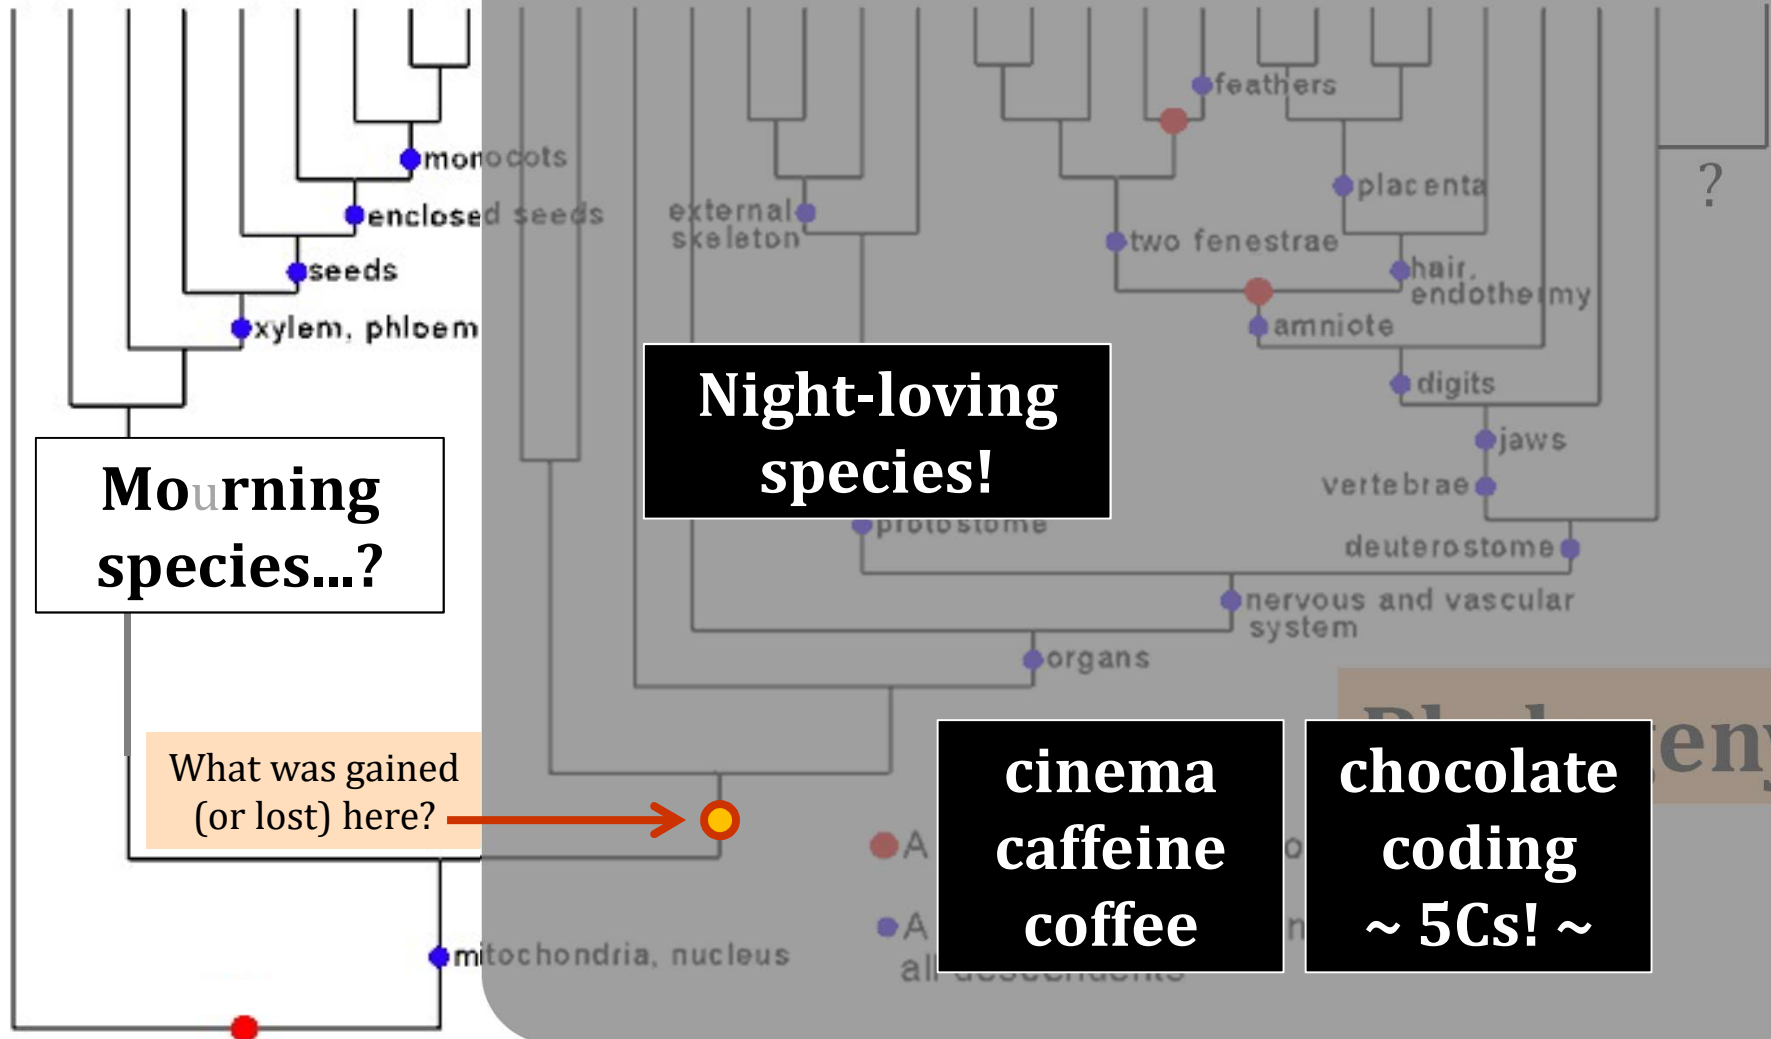 feathers
monocots
placenta
?
enclosed seeds
external
skeleton
two fenestrae
seeds
hair,
endothermy
xylem, phloem
amniote
digits
Night-loving
species!
jaws
Mourning
species...?
vertebrae
protostome
deuterostome
nervous and vascular
system
organs
What was gained
(or lost) here?
cinema
caffeine
coffee
chocolate
coding
~ 5Cs! ~
A
A
all descendents
mitochondria, nucleus